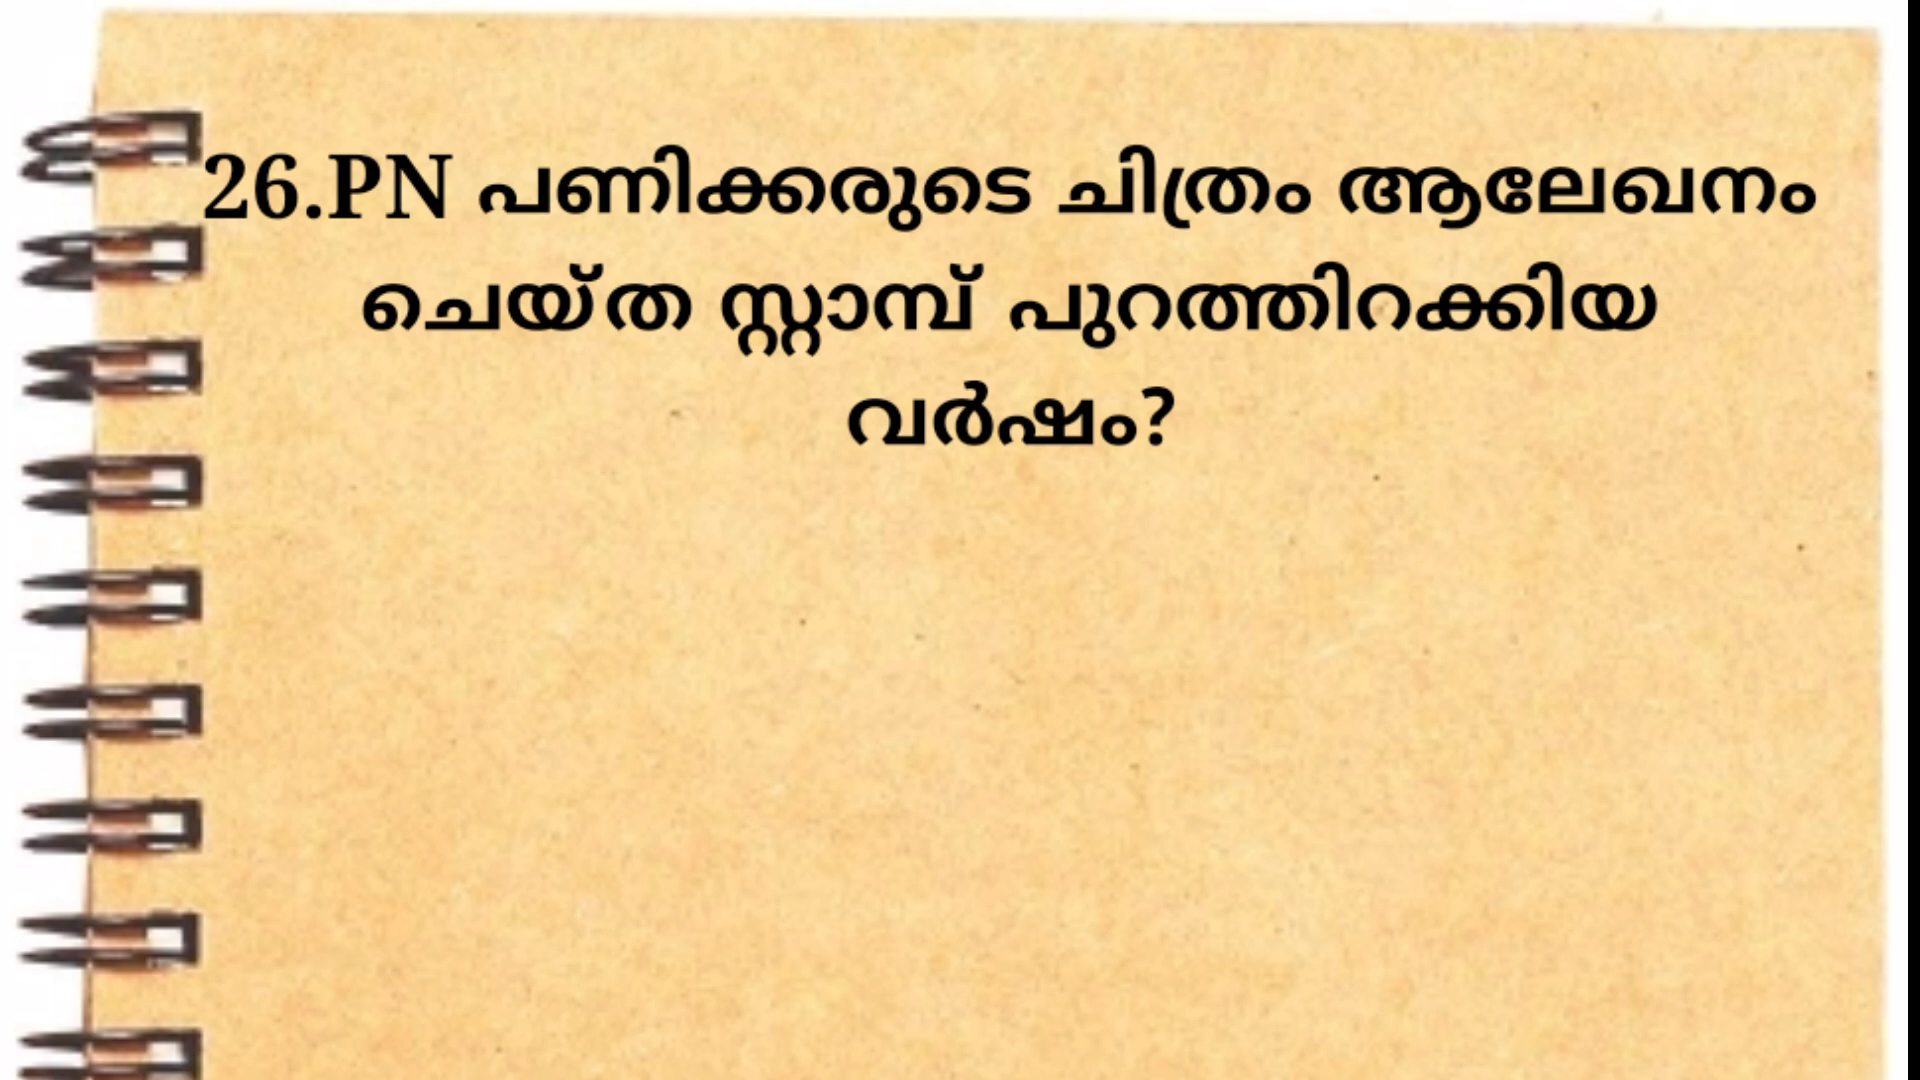 26.PN പണിക്കരുടെ ചിത്രം ആലേഖനം
ചെയ്ത സ്റ്റാമ്പ് പുറത്തിറക്കിയ
വർഷം?